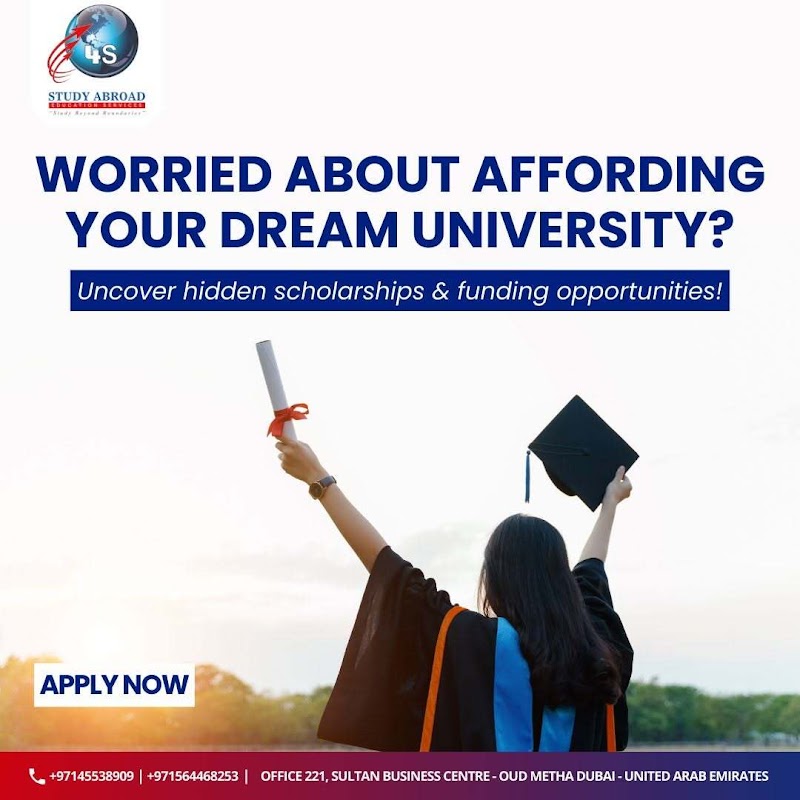 4S
STUDY ABROAD
EDUCATION SERVICES
"Study Beyond Boundaries"
WORRIED ABOUT AFFORDING
YOUR DREAM UNIVERSITY?
Uncover hidden scholarships & funding opportunities!
APPLY NOW
+97145538909 | +971564468253 | OFFICE 221, SULTAN BUSINESS CENTRE - OUD METHA DUBAI - UNITED ARAB EMIRATES